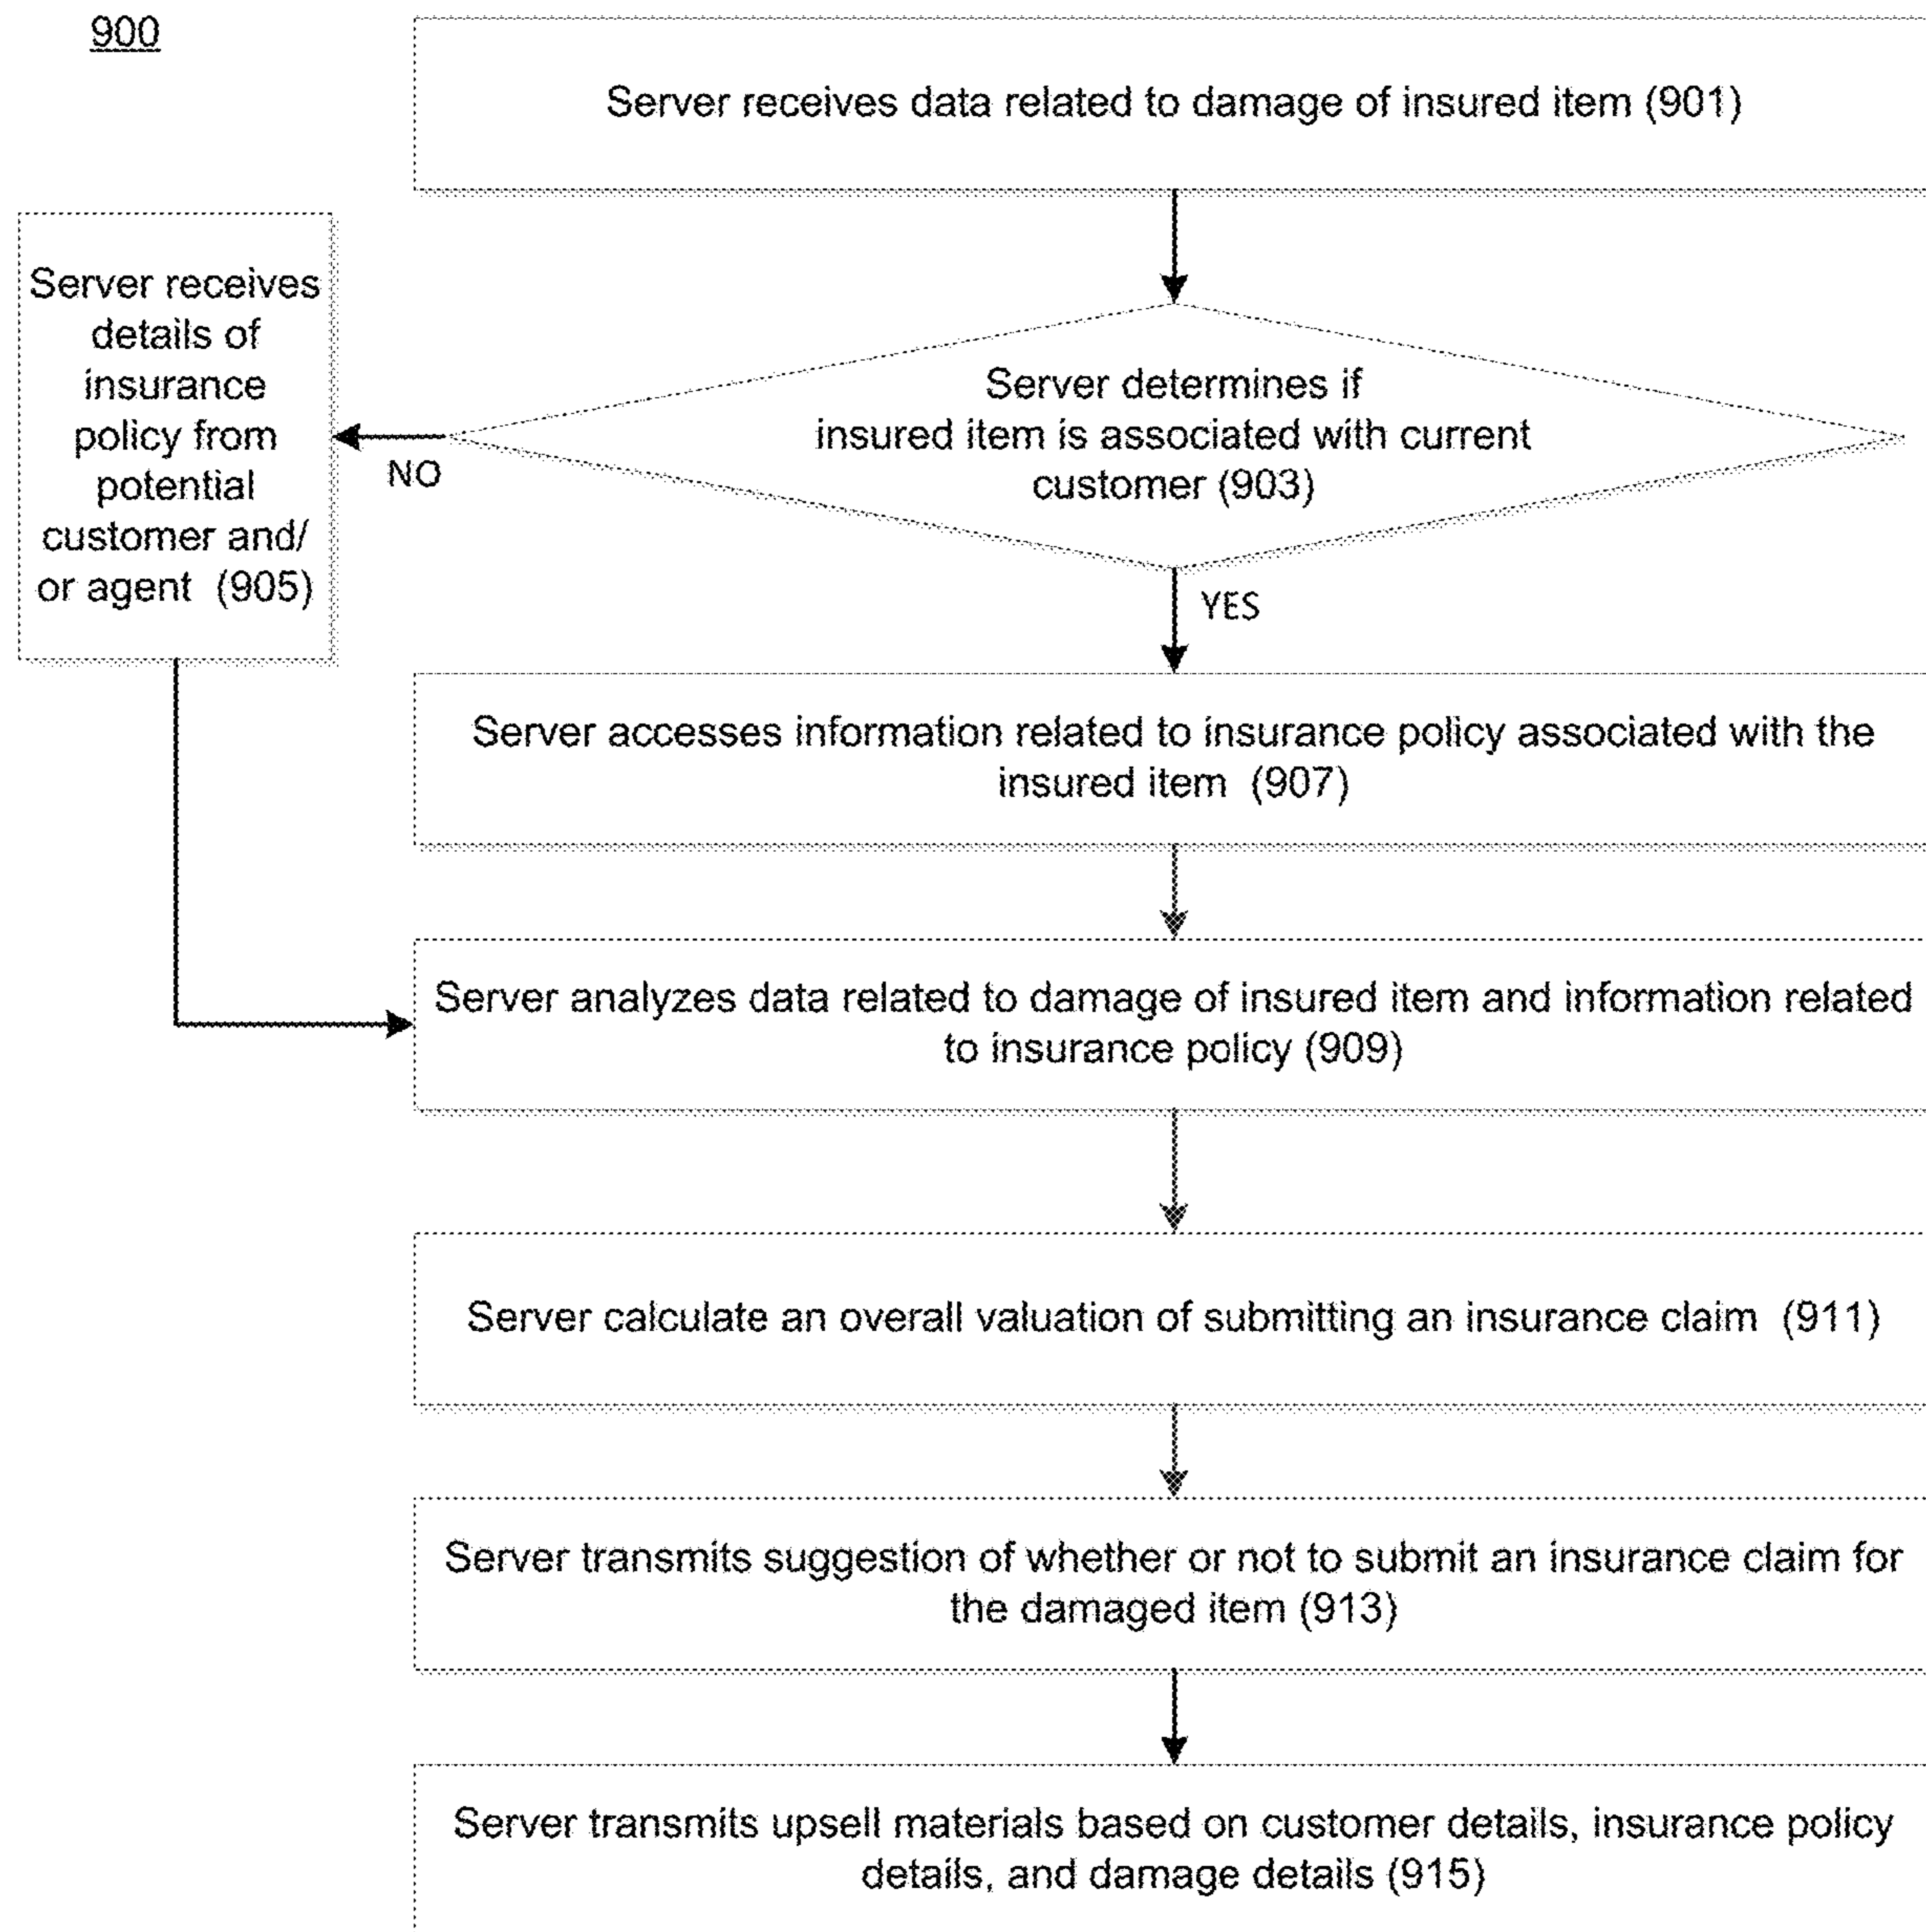 900
Server receives data related to damage of insured item (901)
Server determines if
insured item is associated with current
customer (903)
NO
Server receives
details of
insurance
policy from
potential
customer and/
or agent (905)
YES
Server accesses information related to insurance policy associated with the
insured item (907)
Server analyzes data related to damage of insured item and information related
to insurance policy (909)
Server calculate an overall valuation of submitting an insurance claim (911)
Server transmits suggestion of whether or not to submit an insurance claim for
the damaged item (913)
Server transmits upsell materials based on customer details, insurance policy
details, and damage details (915)